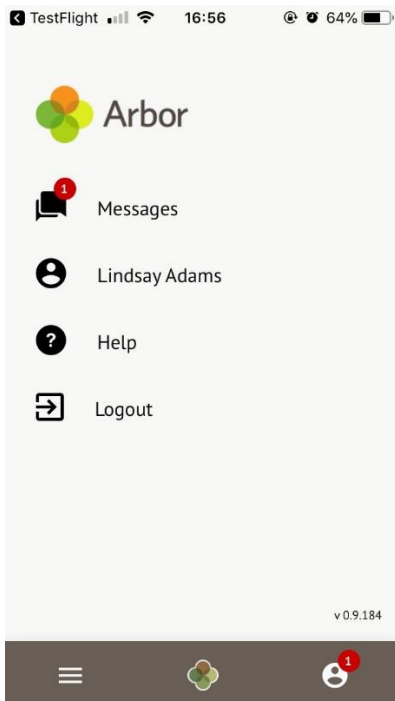 TestFlight 16:56 64%
Arbor
1
Messages
Lindsay Adams
? Help
Logout
v 0.9.184
1